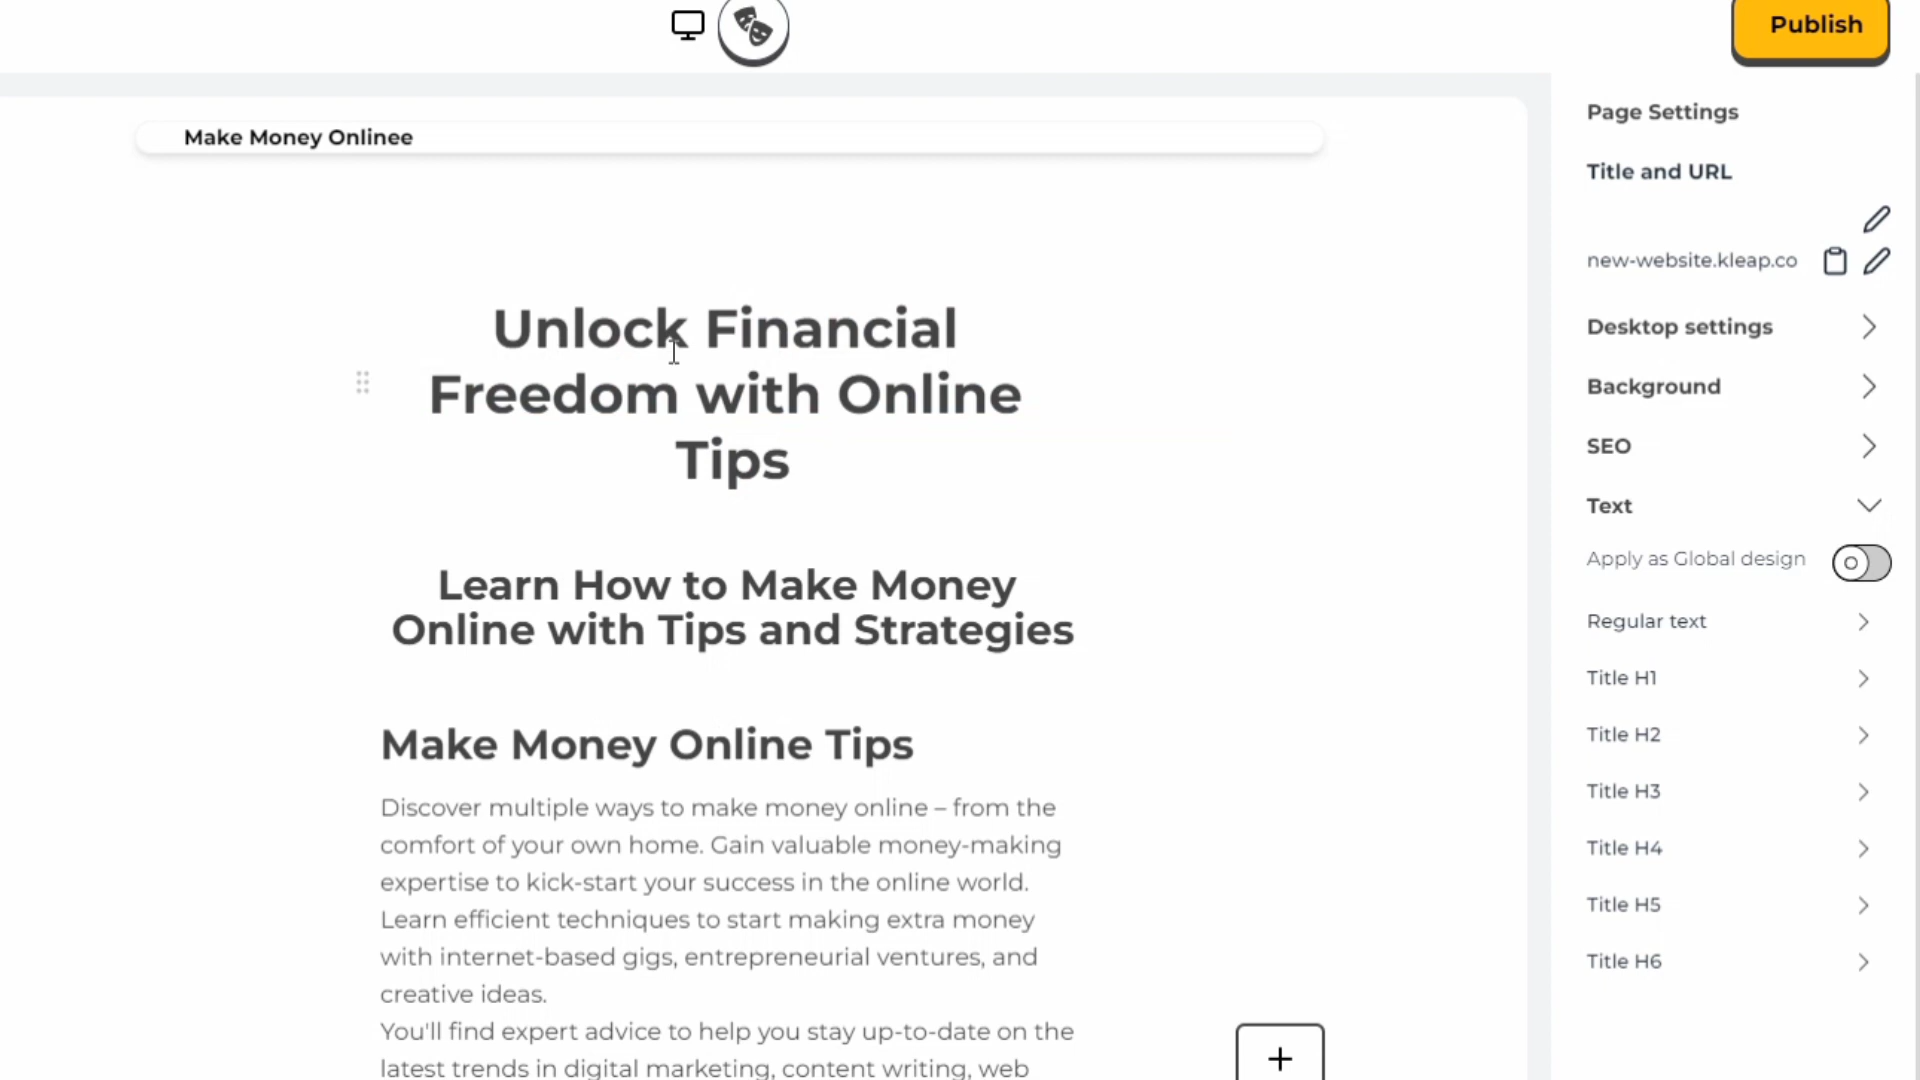 Publish
Make Money Onlinee
Unlock Financial
Freedom with Online
Tips
Learn How to Make Money
Online with Tips and Strategies
Make Money Online Tips
Discover multiple ways to make money online – from the
comfort of your own home. Gain valuable money-making
expertise to kick-start your success in the online world.
Learn efficient techniques to start making extra money
with internet-based gigs, entrepreneurial ventures, and
creative ideas.
You'll find expert advice to help you stay up-to-date on the
latest trends in digital marketing, content writing, web
Page Settings
Title and URL
new-website.kleap.co
Desktop settings
Background
SEO
Text
Apply as Global design
Regular text
Title H1
Title H2
Title H3
Title H4
Title H5
Title H6